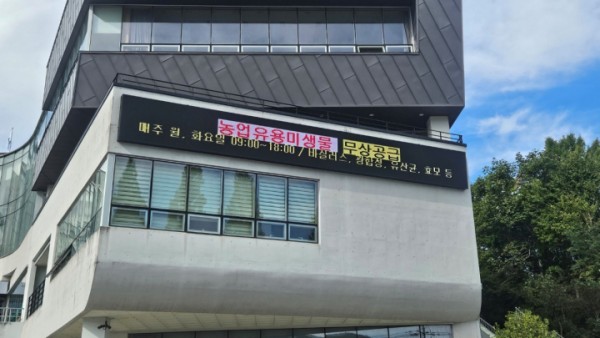 농업유용미생물 무상공급
매주 월, 화요일 09:00~18:00 / 바실러스, 광합성, 유산균, 효모 등